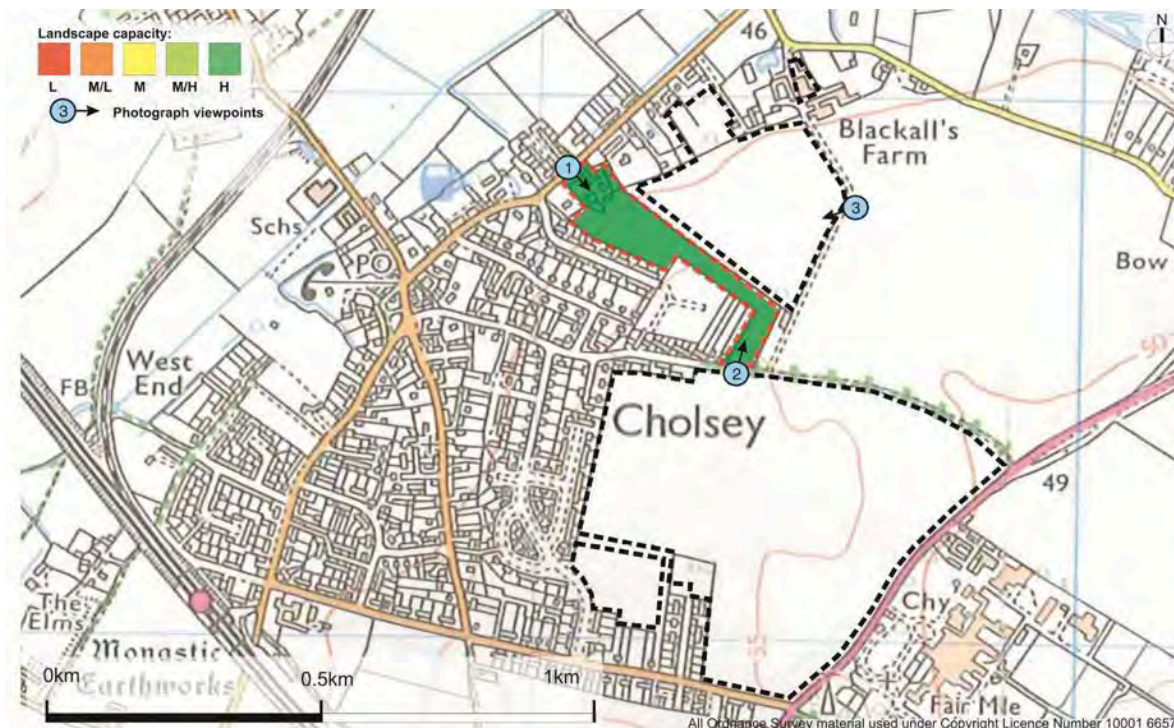 Landscape capacity:
L M/L M M/H H
3 Photograph viewpoints
N
46
Blackall's
Farm
1
3
Schs
PO
Bow
West
End
FB
2
Cholsey
50
49
55
The
Elms
Monastic
Earthworks
Chy
Fair Mile
0km 0.5km 1km
All Ordnance Survey material used under Copyright Licence Number 10001 665